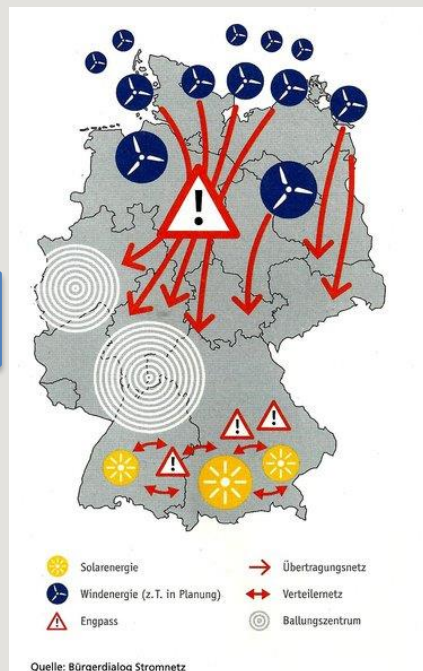 Solarenergie
Übertragungsnetz
Windenergie (z. T. in Planung)
Verteilernetz
Engpass
Ballungszentrum
Quelle: Bürgerdialog Stromnetz